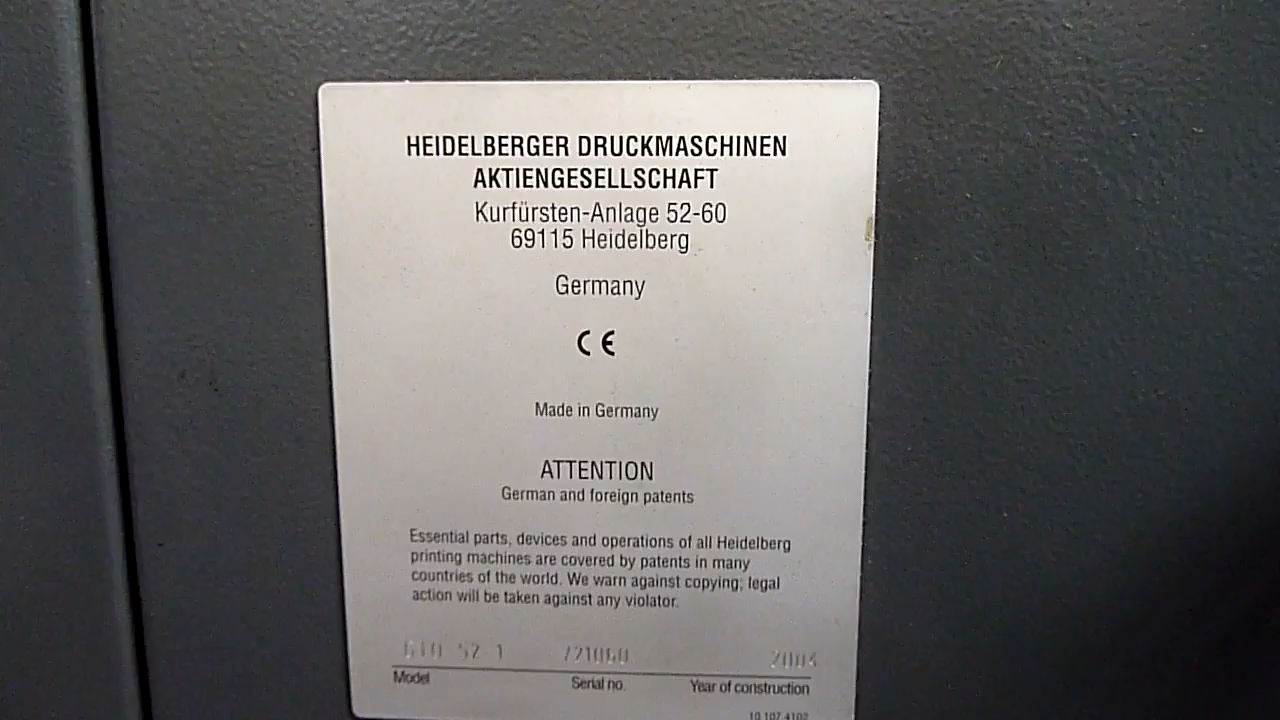 HEIDELBERGER DRUCKMASCHINEN
AKTIENGESELLSCHAFT
Kurfürsten-Anlage 52-60
69115 Heidelberg
Germany
CE
Made in Germany
ATTENTION
German and foreign patents
Essential parts, devices and operations of all Heidelberg
printing machines are covered by patents in many
countries of the world. We warn against copying; legal
action will be taken against any violator.
52 1
Model Serial no. Year of construction